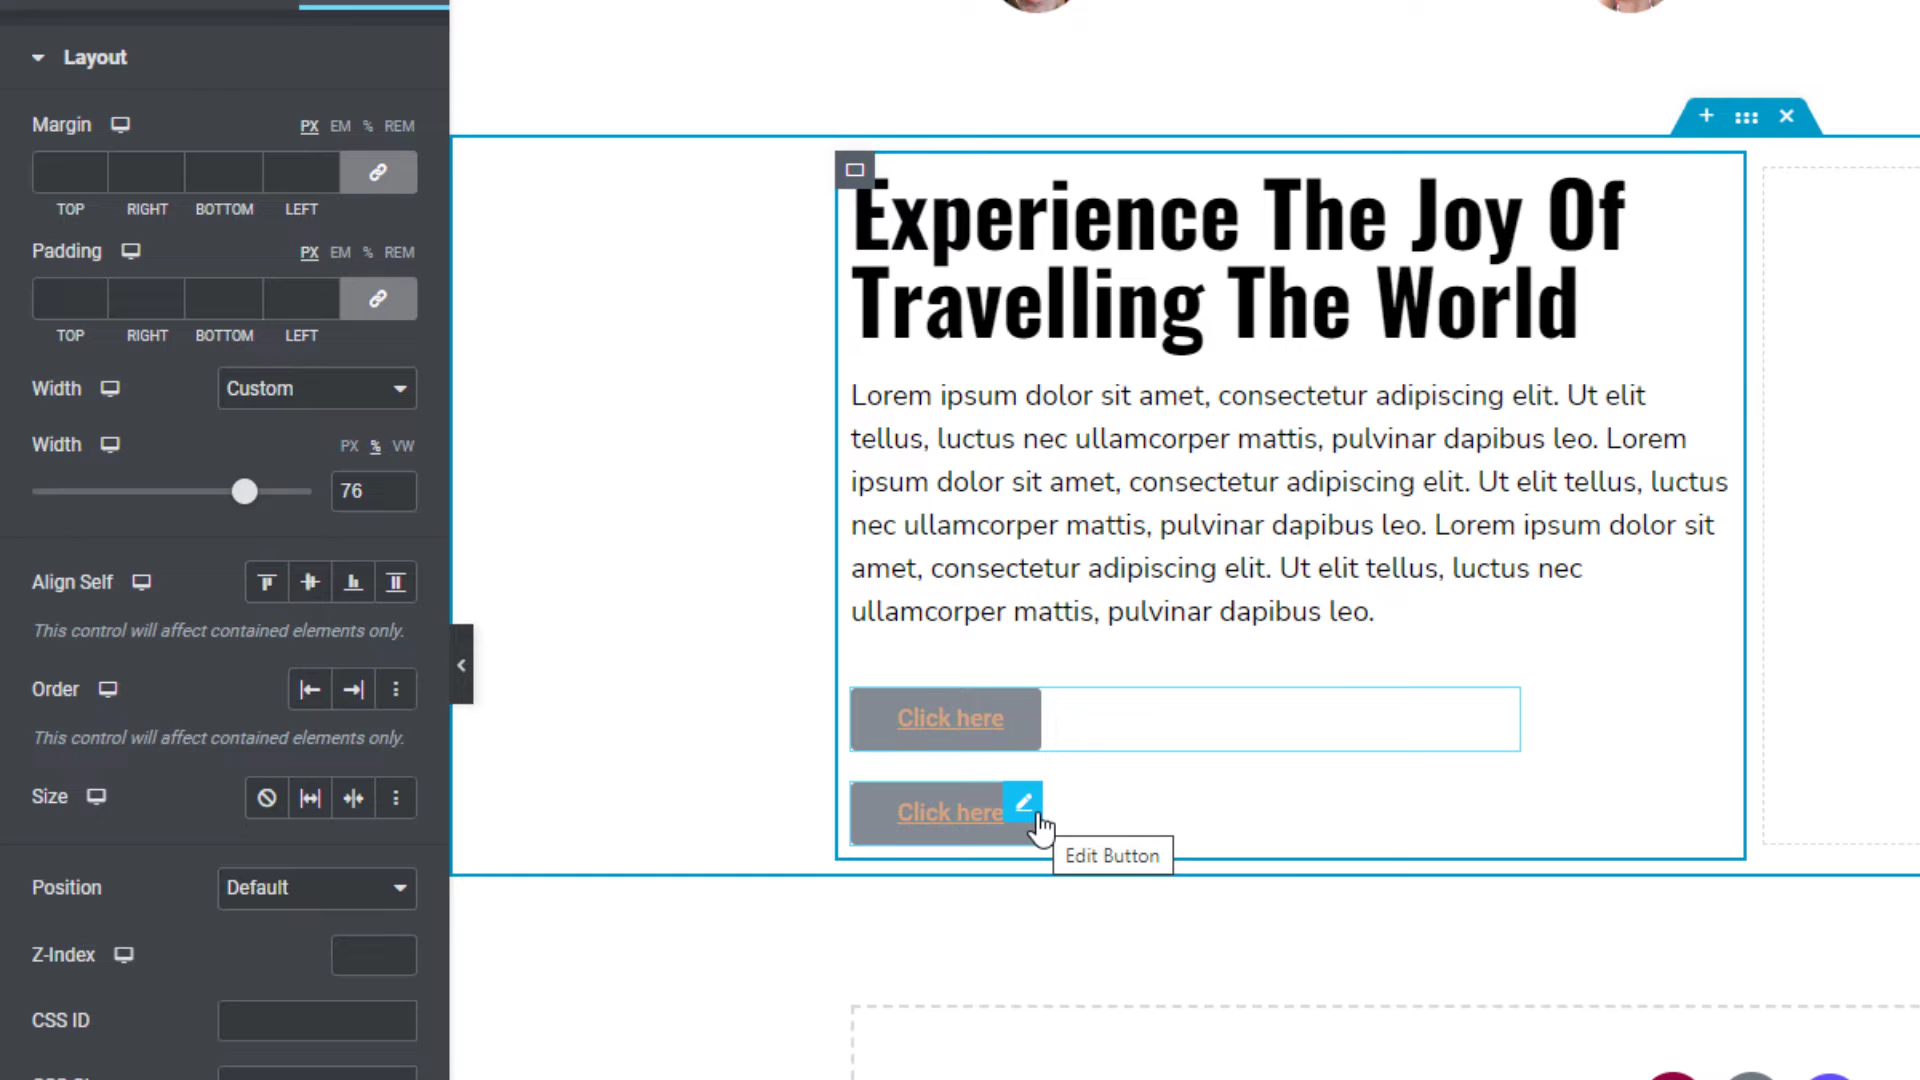 Layout
Margin PX EM % REM
TOP RIGHT BOTTOM LEFT
Padding PX EM % REM
TOP RIGHT BOTTOM LEFT
Width Custom
Width PX % VW
76
Align Self
This control will affect contained elements only.
Order
This control will affect contained elements only.
Size
Position Default
Z-Index
CSS ID
Experience The Joy Of
Travelling The World
Lorem ipsum dolor sit amet, consectetur adipiscing elit. Ut elit
tellus, luctus nec ullamcorper mattis, pulvinar dapibus leo. Lorem
ipsum dolor sit amet, consectetur adipiscing elit. Ut elit tellus, luctus
nec ullamcorper mattis, pulvinar dapibus leo. Lorem ipsum dolor sit
amet, consectetur adipiscing elit. Ut elit tellus, luctus nec
ullamcorper mattis, pulvinar dapibus leo.
Click here
Click here
Edit Button